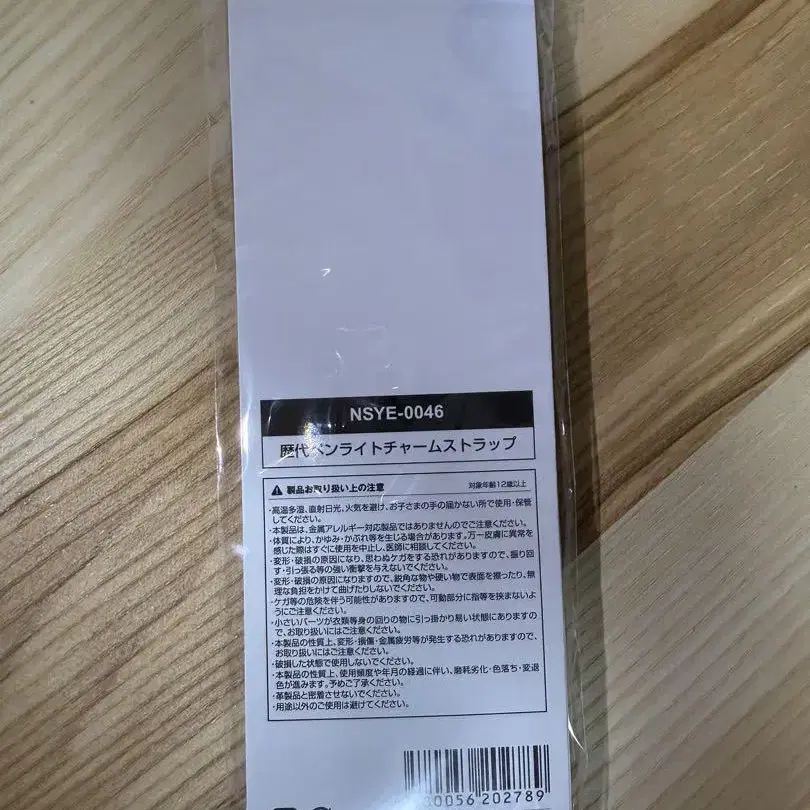 NSYE-0046
歴代ペンライトチャームストラップ
製品お取り扱い上の注意 対象年齢12歳以上
・高温多湿、直射日光、火気を避け、お子さまの手の届かない所で使用・保管
してください。
・本製品は、金属アレルギー対応製品ではありませんのでご注意ください。
・体質により、かゆみ・かぶれ等を生じる場合があります。万一皮膚に異常を
感じた際はすぐに使用を中止し、医師に相談してください。
・変形・破損の原因になり、思わぬケガをする恐れがありますので、振り回
す・引っ張る等の強い衝撃を与えないでください。
・変形・破損の原因になりますので、鋭角な物や硬い物で表面を擦ったり、無
理な負担をかけて曲げたりしないでください。
・ケガ等の危険を伴う可能性がありますので、可動部分に指等を挟まないよ
うにご注意ください。
・小さいパーツが衣類等身の回りの物に引っ掛かり易い状態にありますの
で、お取り扱いにはご注意ください。
・本製品の性質上、変形・損傷・金属疲労等が発生する恐れがありますので、
お取り扱いにはご注意ください。
・破損した状態で使用しないでください。
・本製品の性質上、使用頻度や年月の経過に伴い、磨耗劣化・色落ち・変退
色が進みます。予めご了承ください。
・革製品と密着させないでください。
・用途以外のご使用は避けてください。
0056 202789